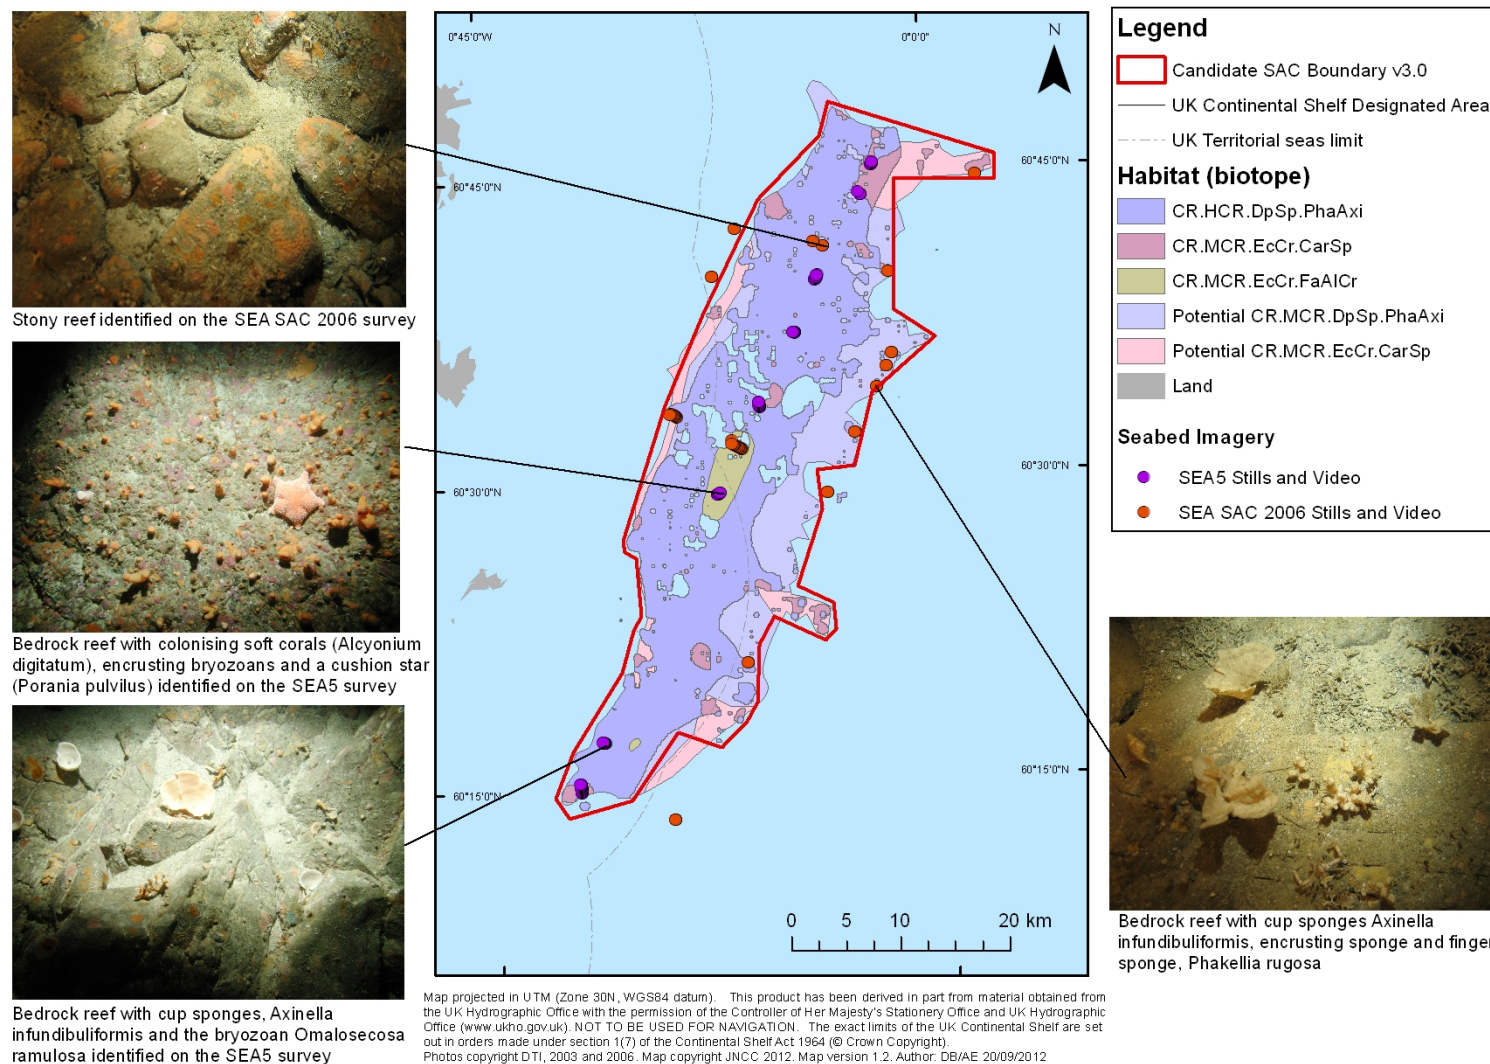 Stony reef identified on the SEA SAC 2006 survey
Bedrock reef with colonising soft corals (Alcyonium
digitatum), encrusting bryozoans and a cushion star
(Porania pulvilus) identified on the SEA5 survey
Bedrock reef with cup sponges, Axinella
infundibuliformis and the bryozoan Omalosecosa
ramulosa identified on the SEA5 survey
0°45'0"W
0°0'0"
N
60°45'0"N
60°45'0"N
60°30'0"N
60°30'0"N
60°15'0"N
60°15'0"N
0 5 10 20 km
Map projected in UTM (Zone 30N, WGS84 datum). This product has been derived in part from material obtained from
the UK Hydrographic Office with the permission of the Controller of Her Majesty's Stationery Office and UK Hydrographic
Office (www.ukho.gov.uk). NOT TO BE USED FOR NAVIGATION. The exact limits of the UK Continental Shelf are set
out in orders made under section 1(7) of the Continental Shelf Act 1964 (© Crown Copyright).
Photos copyright DTI, 2003 and 2006. Map copyright JNCC 2012. Map version 1.2. Author: DB/AE 20/09/2012
Legend
Candidate SAC Boundary v3.0
UK Continental Shelf Designated Area
UK Territorial seas limit
Habitat (biotope)
CR.HCR.DpSp.PhaAxi
CR.MCR.EcCr.CarSp
CR.MCR.EcCr.FaAlCr
Potential CR.MCR.DpSp.PhaAxi
Potential CR.MCR.EcCr.CarSp
Land
Seabed Imagery
SEA5 Stills and Video
SEA SAC 2006 Stills and Video
Bedrock reef with cup sponges Axinella
infundibuliformis, encrusting sponge and finger
sponge, Phakellia rugosa